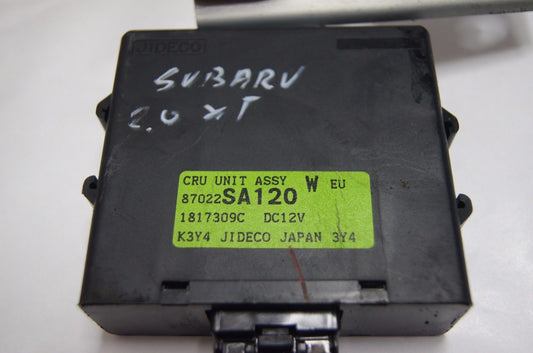 JIDECO
SUBARU
2.0 XT
CRU UNIT ASSY W EU
87022SA120
1817309C DC12V
K3Y4 JIDECO JAPAN 3Y4